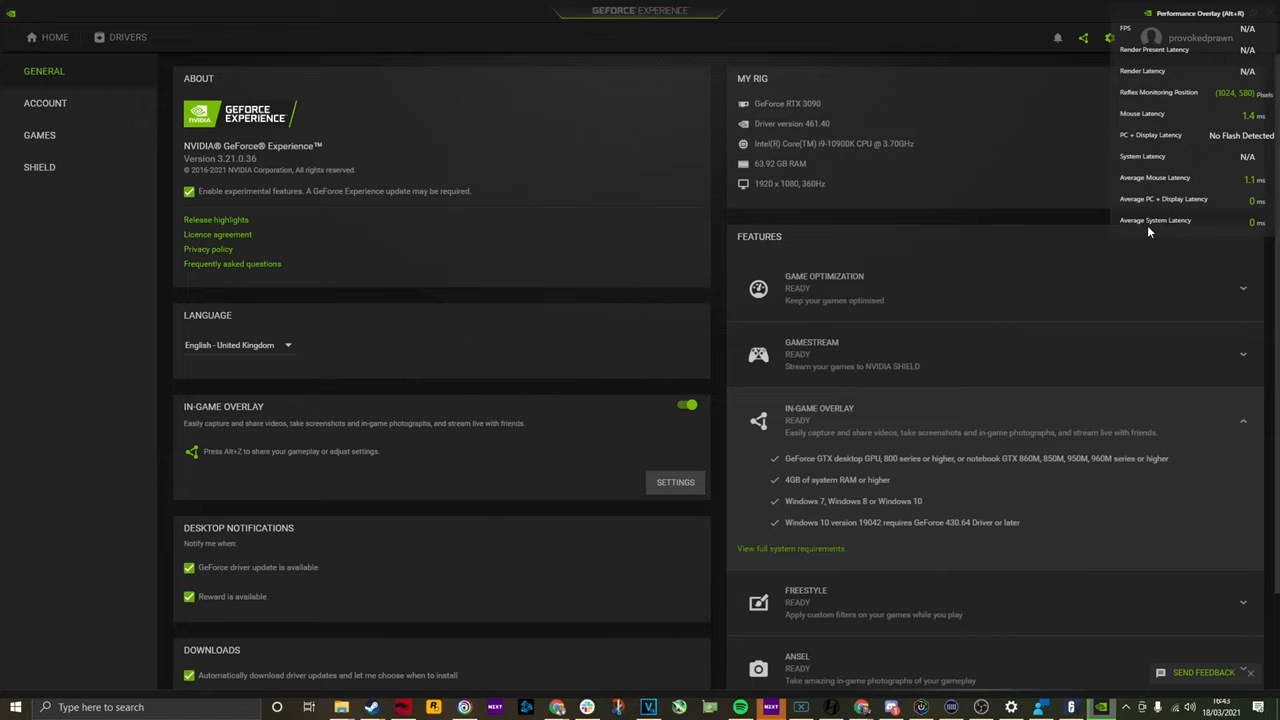 GEFORCE EXPERIENCE
Performance Overlay (Alt+R)
HOME
DRIVERS
provokedprawn
FPS N/A
Render Present Latency N/A
Render Latency N/A
Reflex Monitoring Position (1024, 580) Pixels
Mouse Latency 1.4 ms
PC + Display Latency No Flash Detected
System Latency N/A
Average Mouse Latency 1.1 ms
Average PC + Display Latency 0 ms
Average System Latency 0 ms
GENERAL
ACCOUNT
GAMES
SHIELD
ABOUT
NVIDIA
GEFORCE
EXPERIENCE
NVIDIA® GeForce® Experience™
Version 3.21.0.36
© 2016-2021 NVIDIA Corporation, All rights reserved.
Enable experimental features. A GeForce Experience update may be required.
Release highlights
Licence agreement
Privacy policy
Frequently asked questions
LANGUAGE
English - United Kingdom
IN-GAME OVERLAY
Easily capture and share videos, take screenshots and in-game photographs, and stream live with friends.
Press Alt+Z to share your gameplay or adjust settings.
SETTINGS
DESKTOP NOTIFICATIONS
Notify me when:
GeForce driver update is available
Reward is available
DOWNLOADS
Automatically download driver updates and let me choose when to install
MY RIG
GeForce RTX 3090
Driver version 461.40
Intel(R) Core(TM) i9-10900K CPU @ 3.70GHz
63.92 GB RAM
1920 x 1080, 360Hz
FEATURES
GAME OPTIMIZATION
READY
Keep your games optimised
GAMESTREAM
READY
Stream your games to NVIDIA SHIELD
IN-GAME OVERLAY
READY
Easily capture and share videos, take screenshots and in-game photographs, and stream live with friends.
GeForce GTX desktop GPU, 800 series or higher, or notebook GTX 860M, 850M, 950M, 960M series or higher
4GB of system RAM or higher
Windows 7, Windows 8 or Windows 10
Windows 10 version 19042 requires GeForce 430.64 Driver or later
View full system requirements
FREESTYLE
READY
Apply custom filters on your games while you play
ANSEL
READY
Take amazing in-game photographs of your gameplay
SEND FEEDBACK
Type here to search
NEXT
NEXT
16:43
18/03/2021